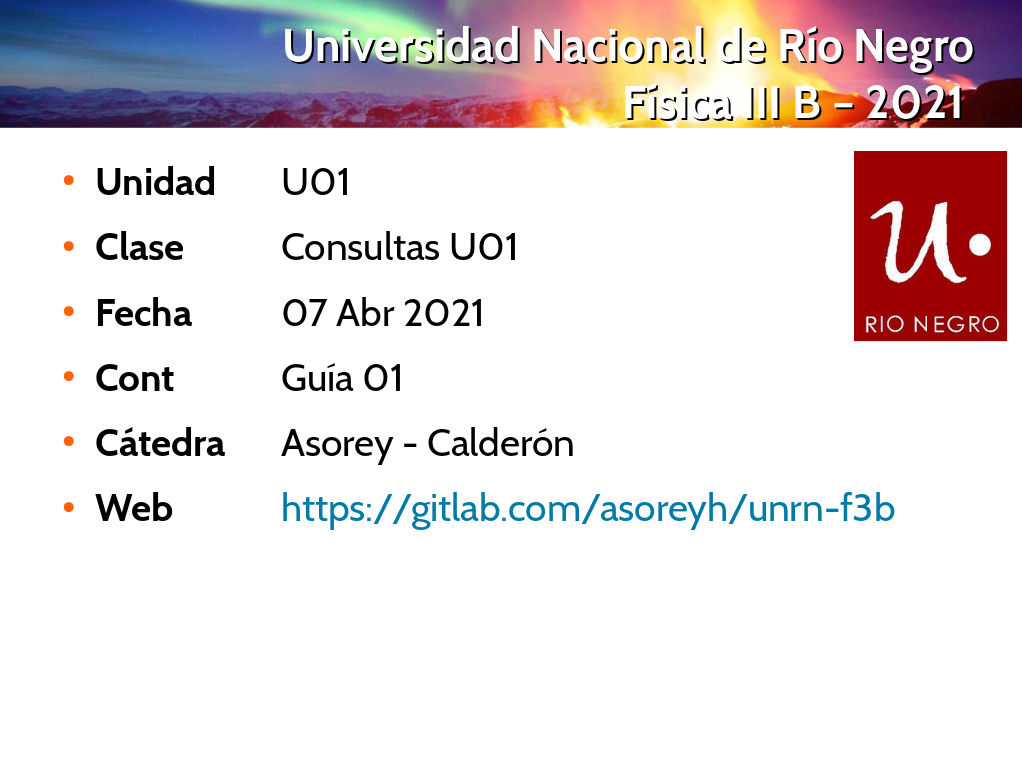 Universidad Nacional de Río Negro
Física III B – 2021
• Unidad U01
• Clase Consultas U01
• Fecha 07 Abr 2021
• Cont Guía 01
• Cátedra Asorey - Calderón
• Web https://gitlab.com/asoreyh/unrn-f3b
u.
RIO NEGRO